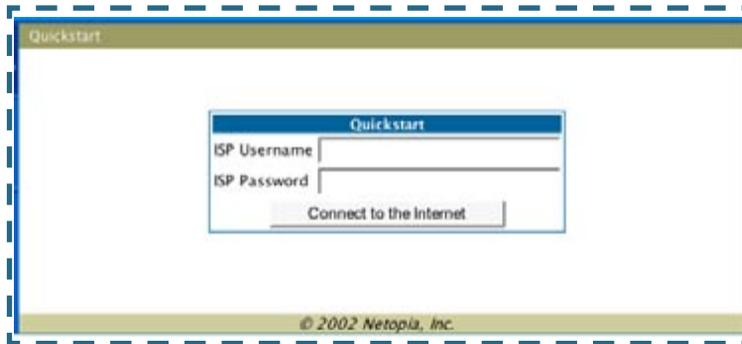 Quickstart
Quickstart
ISP Username
ISP Password
Connect to the Internet
© 2002 Netopia, Inc.